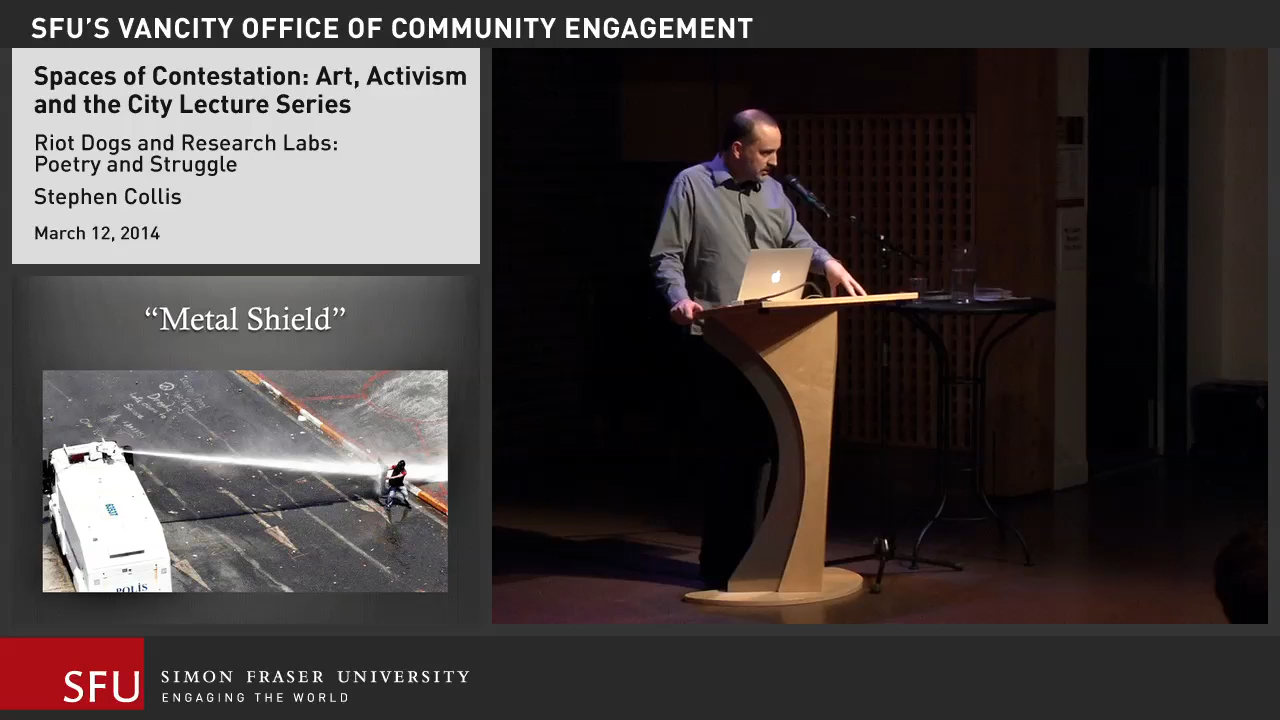 SFU'S VANCITY OFFICE OF COMMUNITY ENGAGEMENT
Spaces of Contestation: Art, Activism
and the City Lecture Series
Riot Dogs and Research Labs:
Poetry and Struggle
Stephen Collis
March 12, 2014
“Metal Shield”
POLİS
SFU
SIMON FRASER UNIVERSITY
ENGAGING THE WORLD